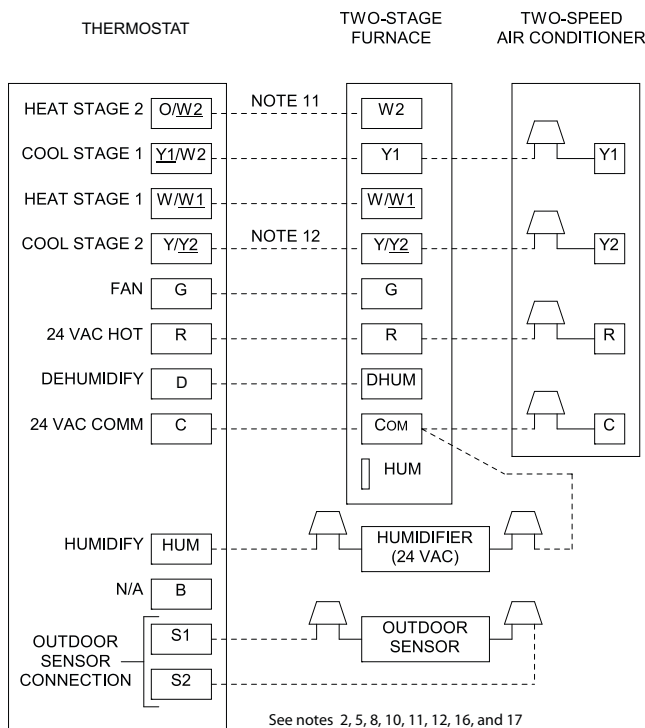 THERMOSTAT
TWO-STAGE
FURNACE
TWO-SPEED
AIR CONDITIONER
HEAT STAGE 2 O/W2 NOTE 11 W2
COOL STAGE 1 Y1/W2 Y1 Y1
HEAT STAGE 1 W/W1 W/W1
COOL STAGE 2 Y/Y2 NOTE 12 Y/Y2 Y2
FAN G G
24 VAC HOT R R R
DEHUMIDIFY D DHUM
24 VAC COMM C COM C
HUM
HUMIDIFY HUM HUMIDIFIER
(24 VAC)
N/A B
OUTDOOR
SENSOR
CONNECTION
S1
S2
OUTDOOR
SENSOR
See notes 2, 5, 8, 10, 11, 12, 16, and 17